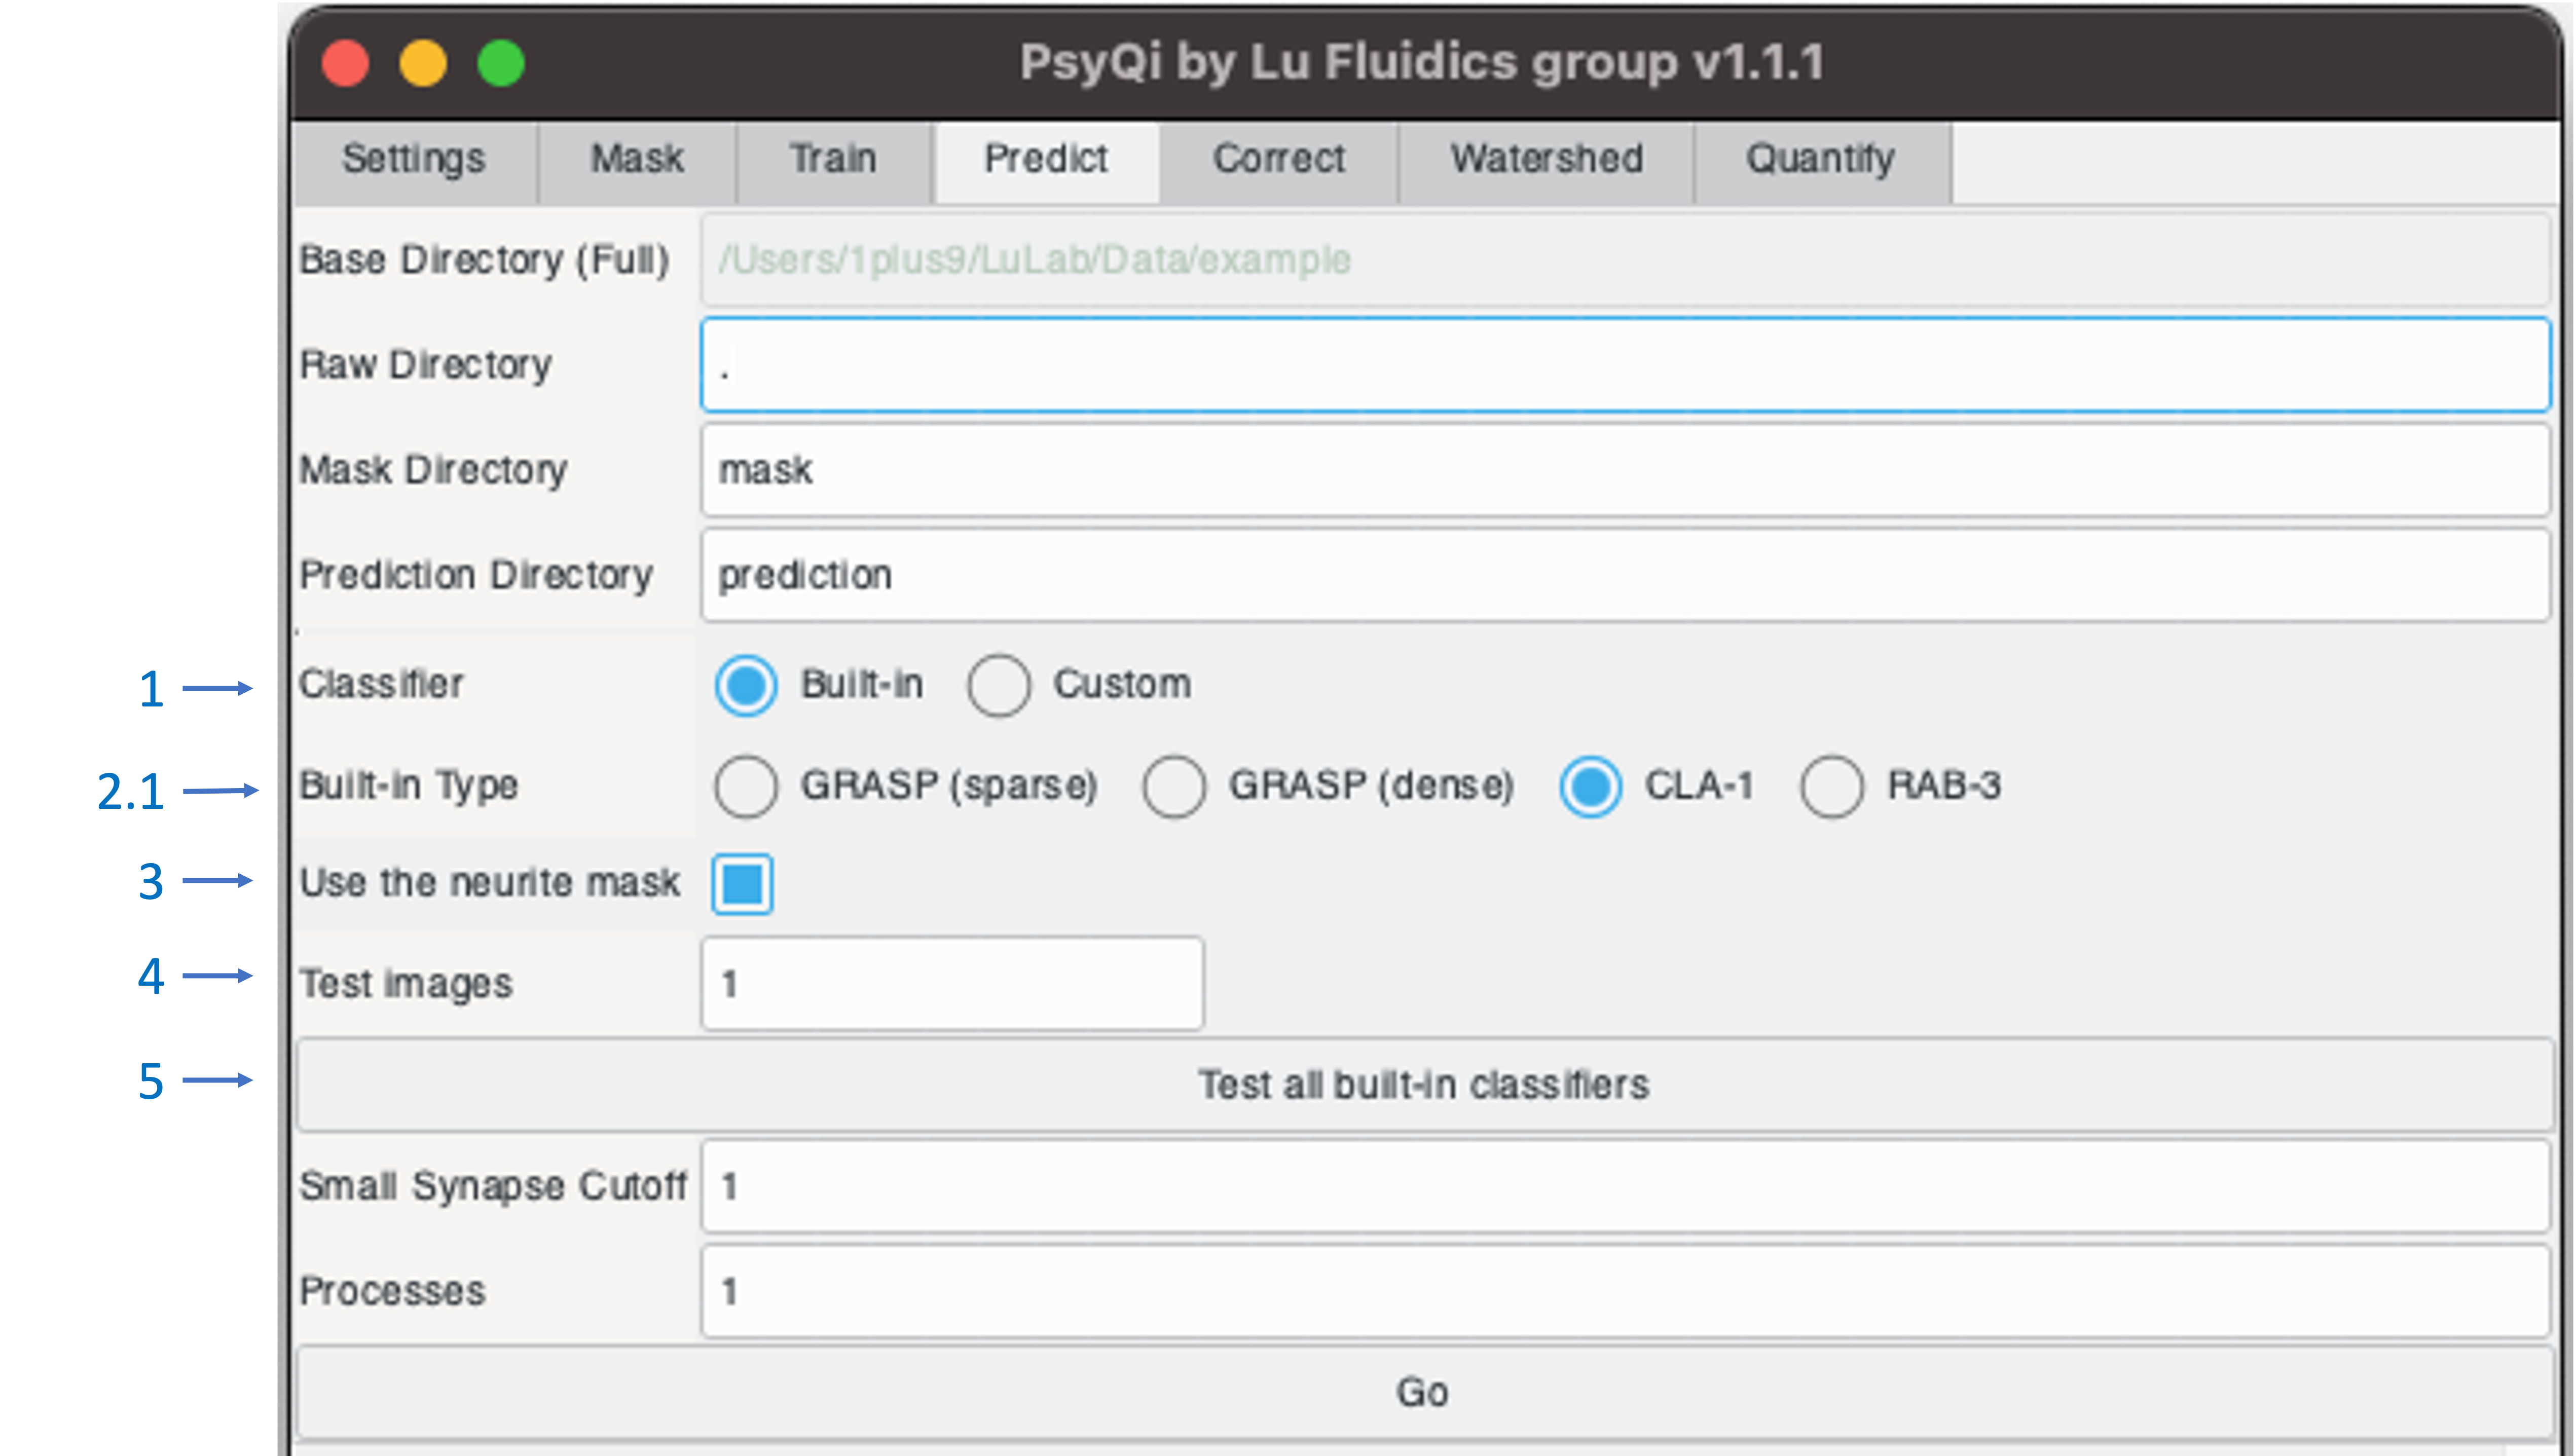 PsyQi by Lu Fluidics group v1.1.1
Settings Mask Train Predict Correct Watershed Quantify
Base Directory (Full) /Users/1plus9/LuLab/Data/example
Raw Directory .
Mask Directory mask
Prediction Directory prediction
1 Classifier Built-in Custom
2.1 Built-in Type GRASP (sparse) GRASP (dense) CLA-1 RAB-3
3 Use the neurite mask
4 Test images 1
5 Test all built-in classifiers
Small Synapse Cutoff 1
Processes 1
Go